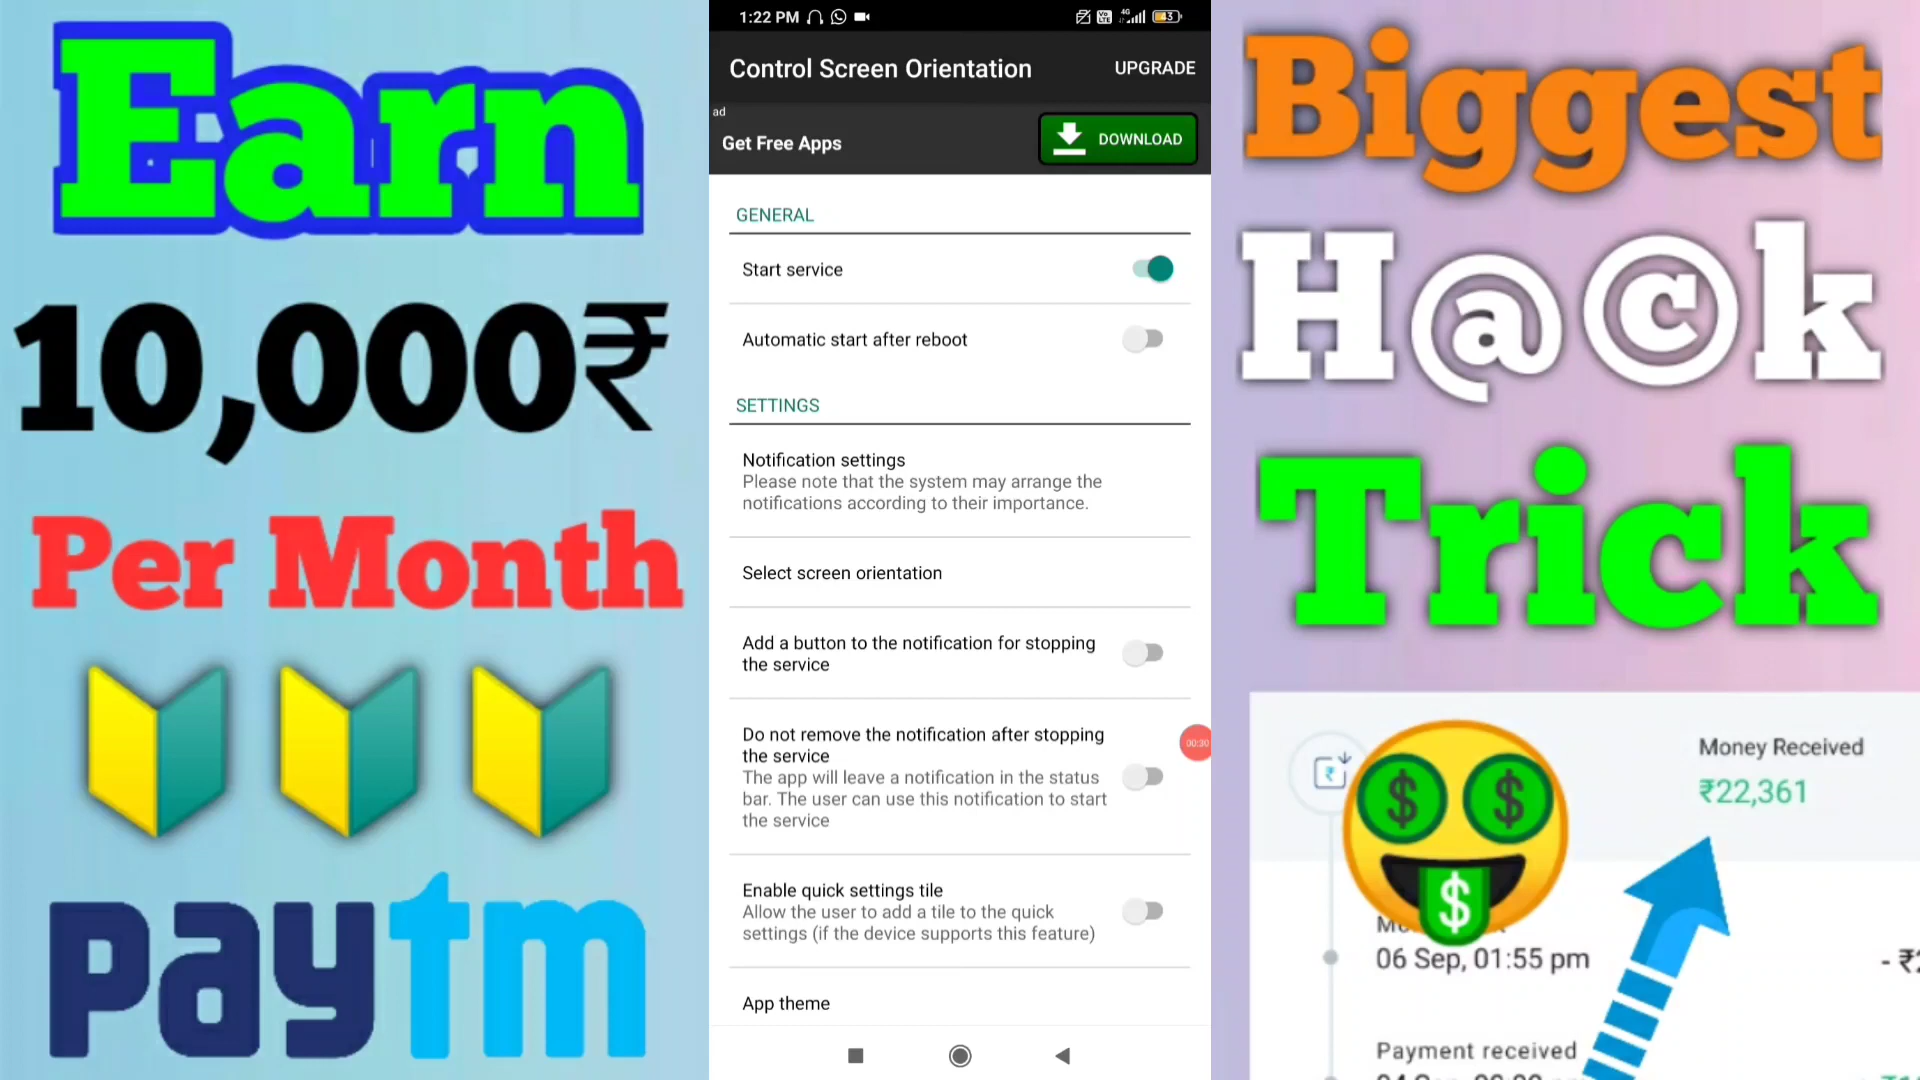 Earn
10,000₹
Per Month
paytm
1:22 PM
4G
43
Control Screen Orientation
UPGRADE
ad
Get Free Apps
DOWNLOAD
GENERAL
Start service
Automatic start after reboot
SETTINGS
Notification settings
Please note that the system may arrange the
notifications according to their importance.
Select screen orientation
Add a button to the notification for stopping
the service
Do not remove the notification after stopping
the service
The app will leave a notification in the status
bar. The user can use this notification to start
the service
00:30
Enable quick settings tile
Allow the user to add a tile to the quick
settings (if the device supports this feature)
App theme
Biggest
H@©k
Trick
Money Received
₹22,361
06 Sep, 01:55 pm
Payment received